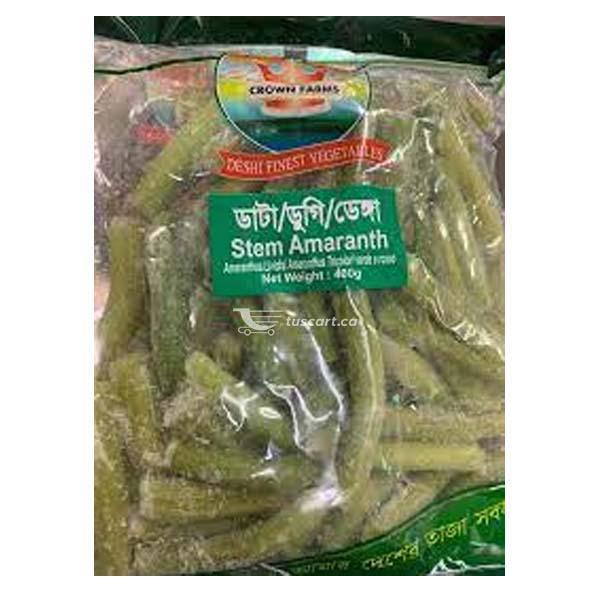 CROWN FARMS
DESHI FINEST VEGETABLES
ডাটা/ডুগি/ডেঙ্গা
Stem Amaranth
Net Weight : 400g
tuscart.ca
দেশের তাজা